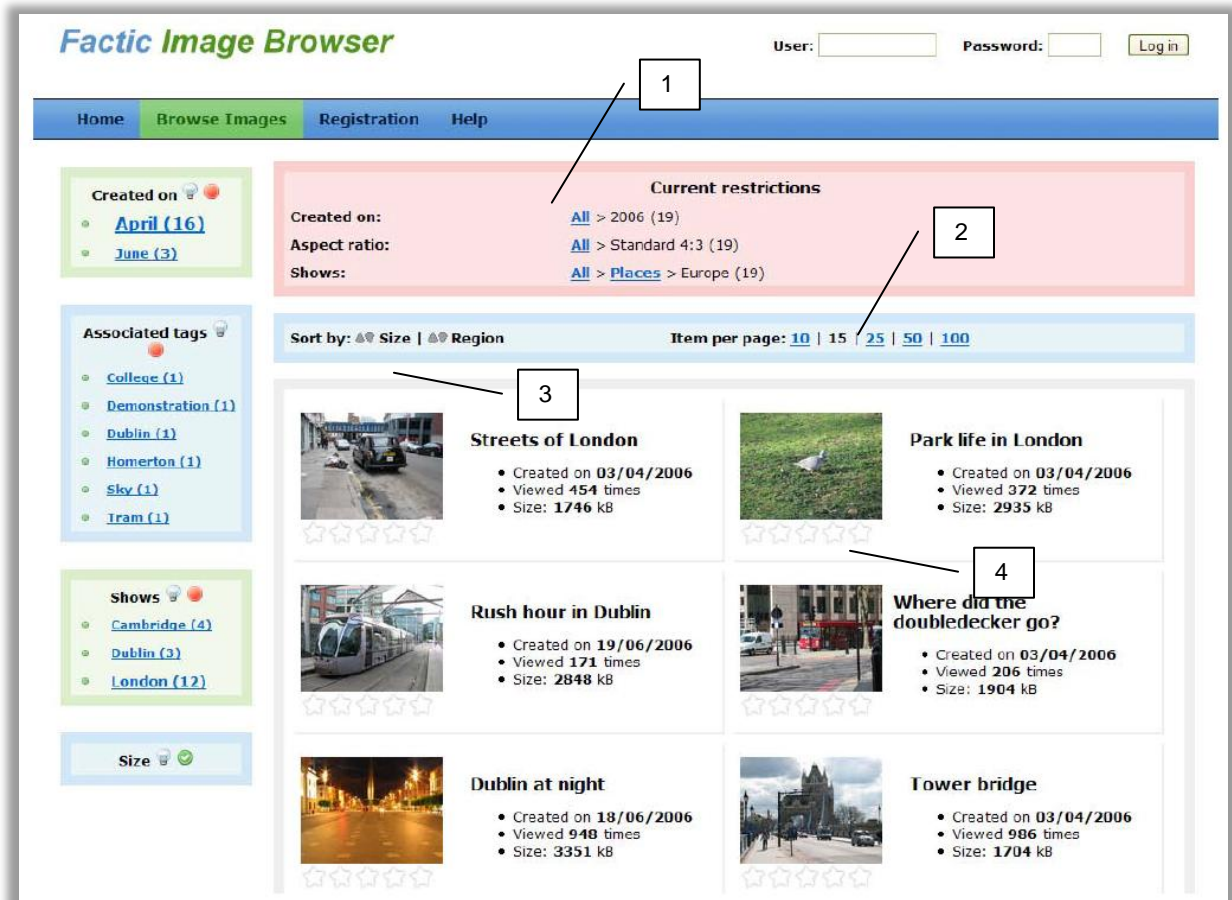 Factic Image Browser
User:
Password:
Log in
1
Home Browse Images Registration Help
Created on
April (16)
June (3)
Current restrictions
Created on: All > 2006 (19)
Aspect ratio: All > Standard 4:3 (19)
Shows: All > Places > Europe (19)
2
Associated tags
College (1)
Demonstration (1)
Dublin (1)
Homerton (1)
Sky (1)
Tram (1)
Sort by: Size | Region
Item per page: 10 | 15 | 25 | 50 | 100
3
Streets of London
Created on 03/04/2006
Viewed 454 times
Size: 1746 kB
Park life in London
Created on 03/04/2006
Viewed 372 times
Size: 2935 kB
4
Shows
Cambridge (4)
Dublin (3)
London (12)
Rush hour in Dublin
Created on 19/06/2006
Viewed 171 times
Size: 2848 kB
Where did the
doubledecker go?
Created on 03/04/2006
Viewed 206 times
Size: 1904 kB
Size
Dublin at night
Created on 18/06/2006
Viewed 948 times
Size: 3351 kB
Tower bridge
Created on 03/04/2006
Viewed 986 times
Size: 1704 kB